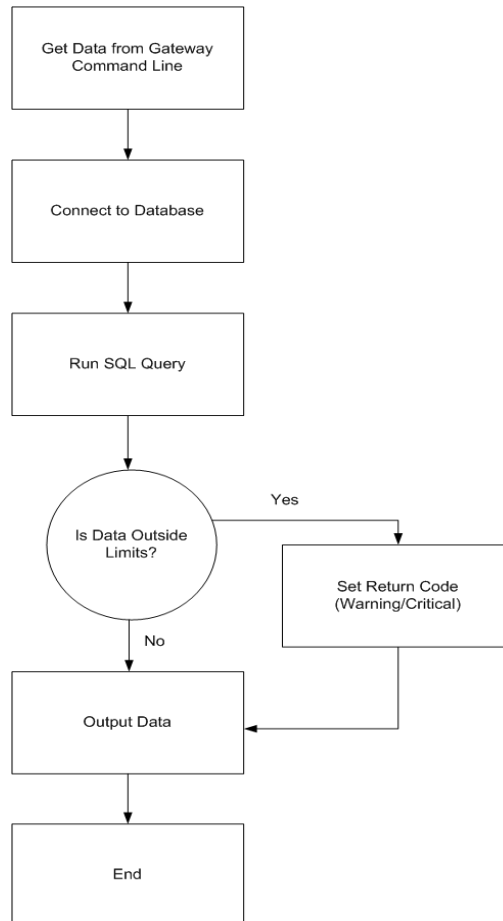 Get Data from Gateway
Command Line
Connect to Database
Run SQL Query
Is Data Outside
Limits?
Yes
Set Return Code
(Warning/Critical)
No
Output Data
End